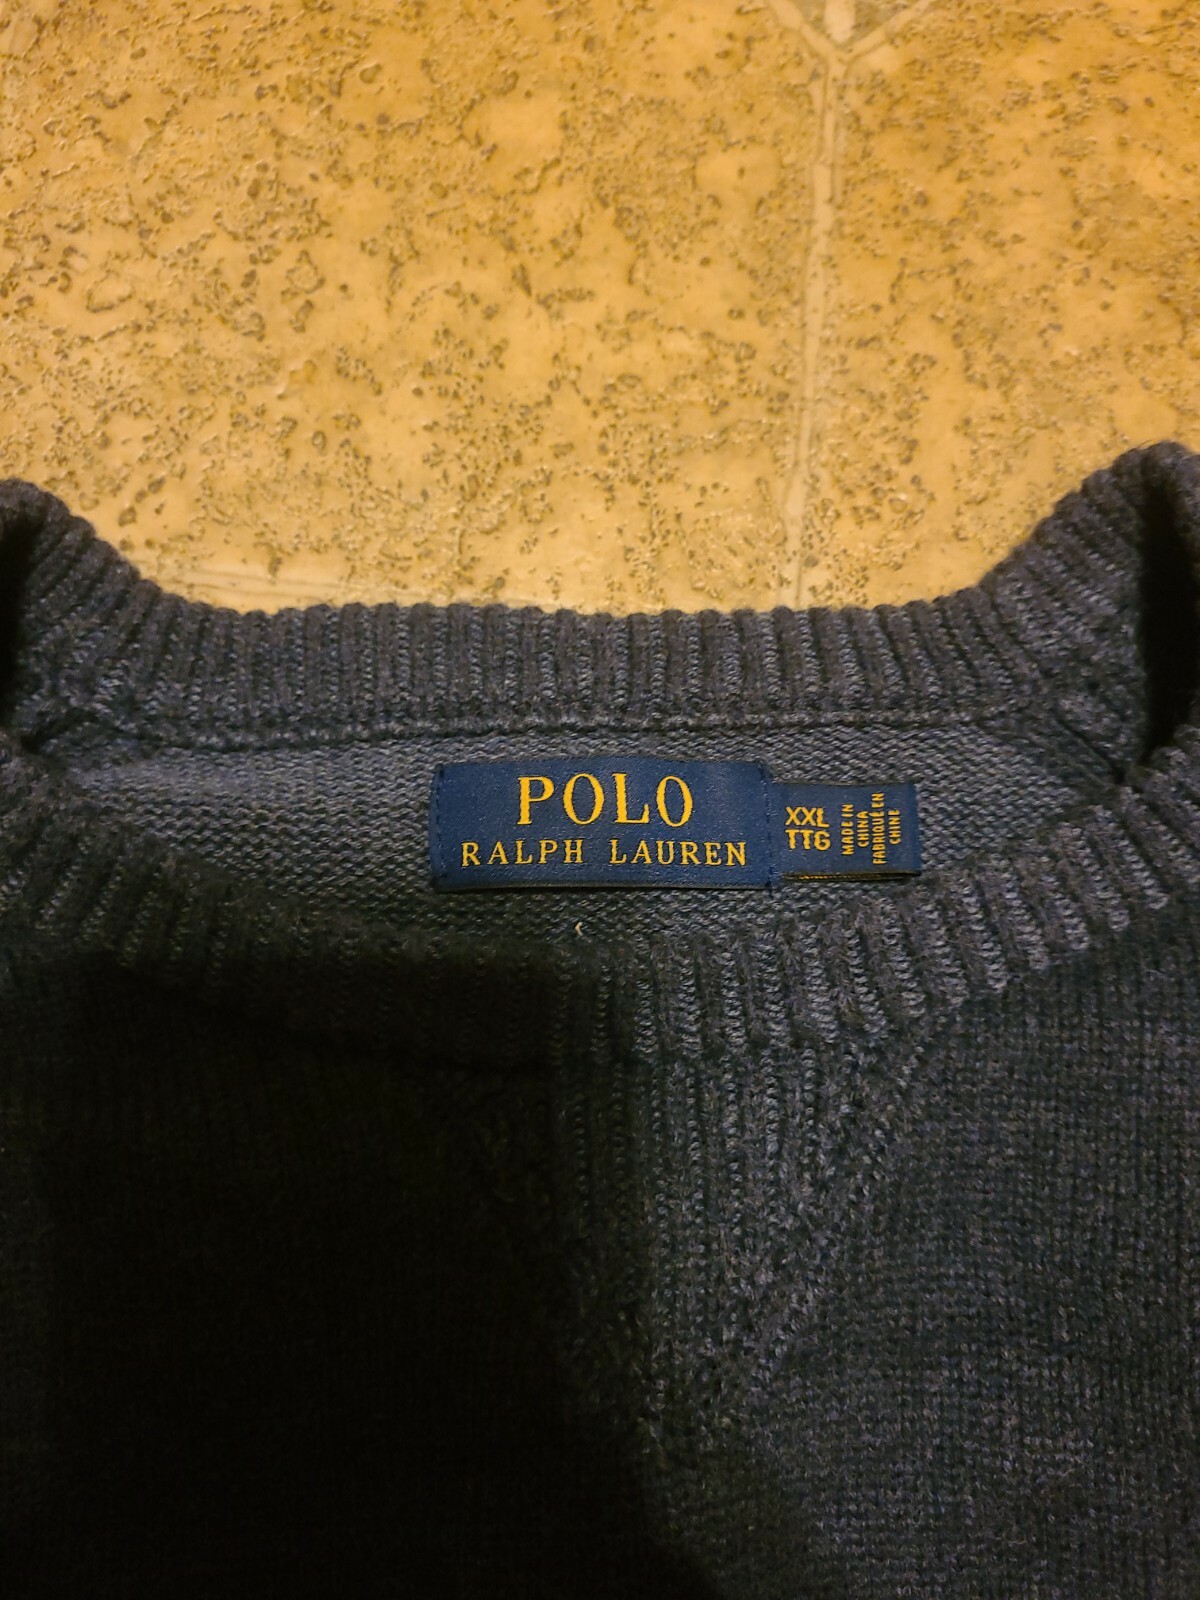 POLO
RALPH LAUREN
XXL
TTG
MADE IN
CHINA
FABRIQUÉ EN
CHINE